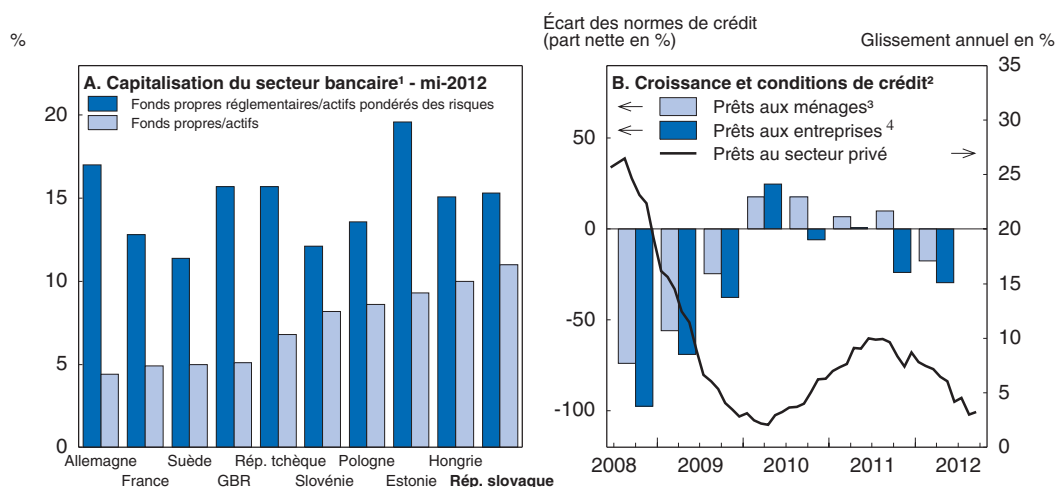 %
A. Capitalisation du secteur bancaire¹ - mi-2012
Fonds propres réglementaires/actifs pondérés des risques
Fonds propres/actifs
20
15
10
5
0
Allemagne
France
Suède
GBR
Rép. tchèque
Slovénie
Pologne
Estonie
Hongrie
Rép. slovaque
Écart des normes de crédit
(part nette en %)
Glissement annuel en %
B. Croissance et conditions de crédit²
Prêts aux ménages³
Prêts aux entreprises ⁴
Prêts au secteur privé
50
0
-50
-100
35
30
25
20
15
10
5
0
2008
2009
2010
2011
2012